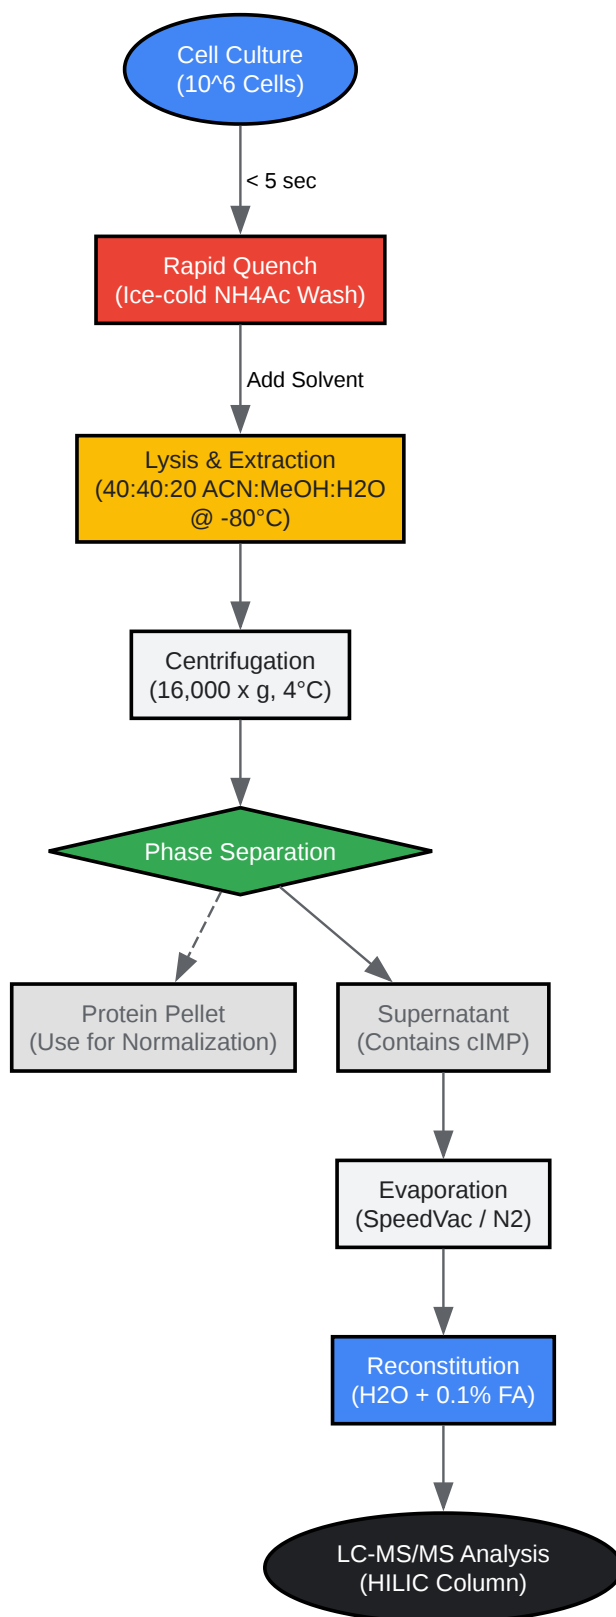 Cell Culture
(10^6 Cells)
< 5 sec
Rapid Quench
(Ice-cold NH4Ac Wash)
Add Solvent
Lysis & Extraction
(40:40:20 ACN:MeOH:H2O
@ -80°C)
Centrifugation
(16,000 x g, 4°C)
Phase Separation
Protein Pellet
(Use for Normalization)
Supernatant
(Contains cIMP)
Evaporation
(SpeedVac / N2)
Reconstitution
(H2O + 0.1% FA)
LC-MS/MS Analysis
(HILIC Column)